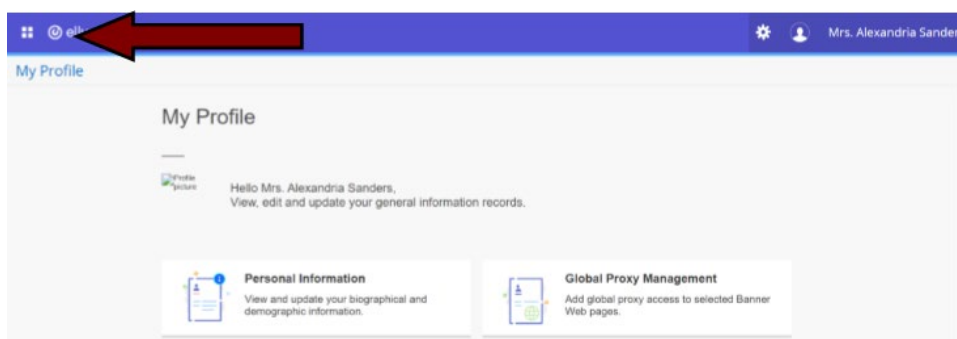 Mrs. Alexandria Sander
My Profile
My Profile
Profile
picture
Hello Mrs. Alexandria Sanders,
View, edit and update your general information records.
Personal Information
View and update your biographical and
demographic information.
Global Proxy Management
Add global proxy access to selected Banner
Web pages.